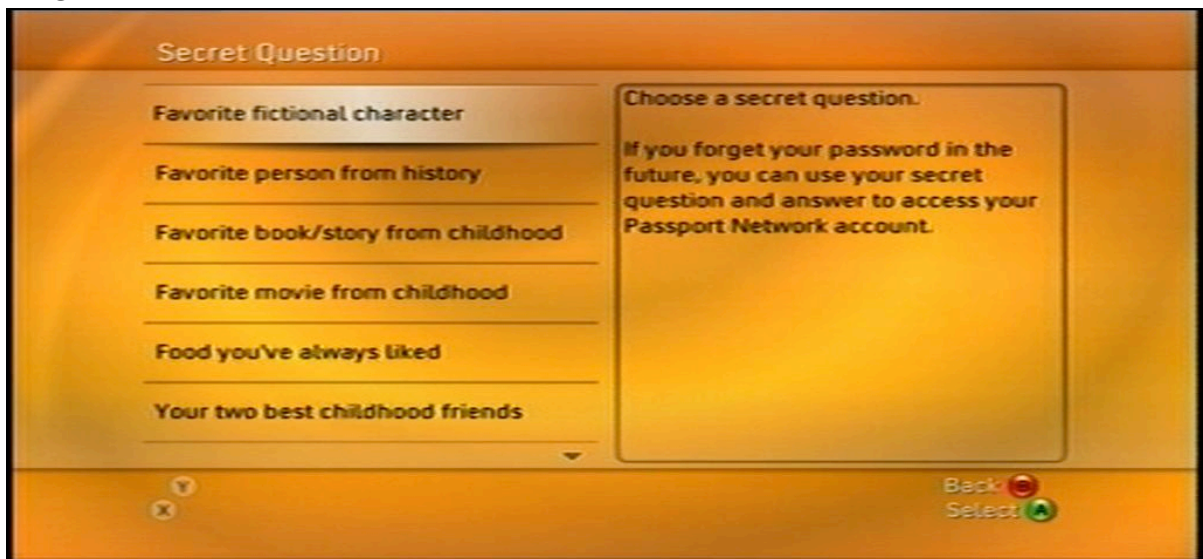 Secret Question
Favorite fictional character
Favorite person from history
Favorite book/story from childhood
Favorite movie from childhood
Food you've always liked
Your two best childhood friends
Choose a secret question.
If you forget your password in the
future, you can use your secret
question and answer to access your
Passport Network account.
Y
X
Back B
Select A